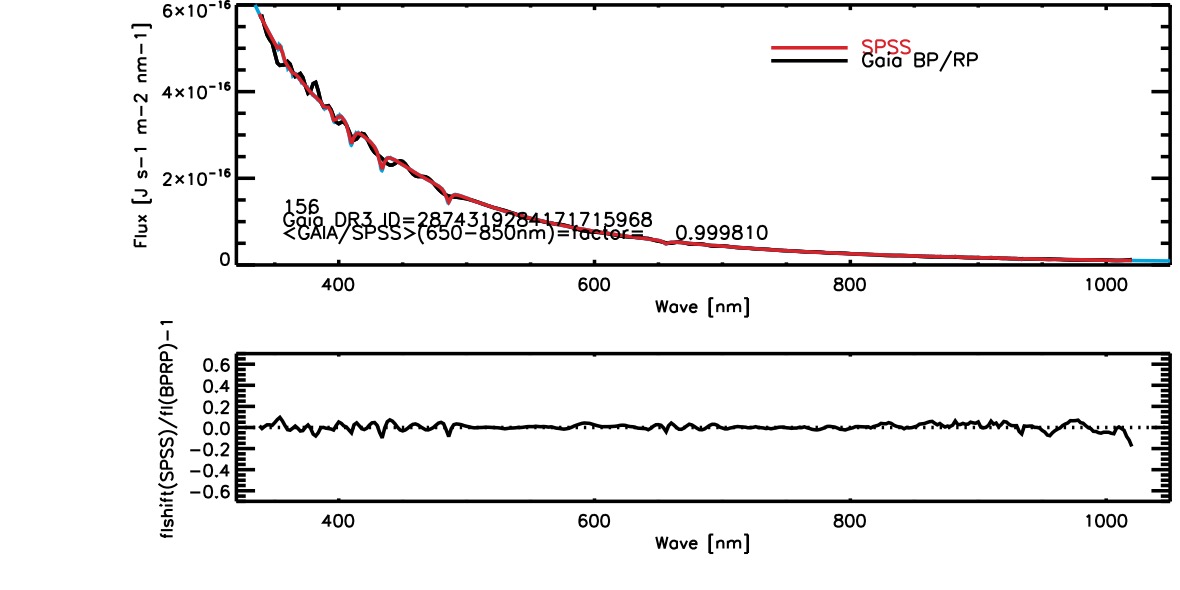 6×10−16
4×10−16
2×10−16
0
Flux [J s−1 m−2 nm−1]
SPSS
Gaia BP/RP
156
Gaia DR3 ID=2874319284171715968
<GAIA/SPSS>(650−850nm)=factor= 0.999810
400 600 800 1000
Wave [nm]
flshift(SPSS)/fl(BPRP)−1
0.6
0.4
0.2
0.0
−0.2
−0.4
−0.6
400 600 800 1000
Wave [nm]